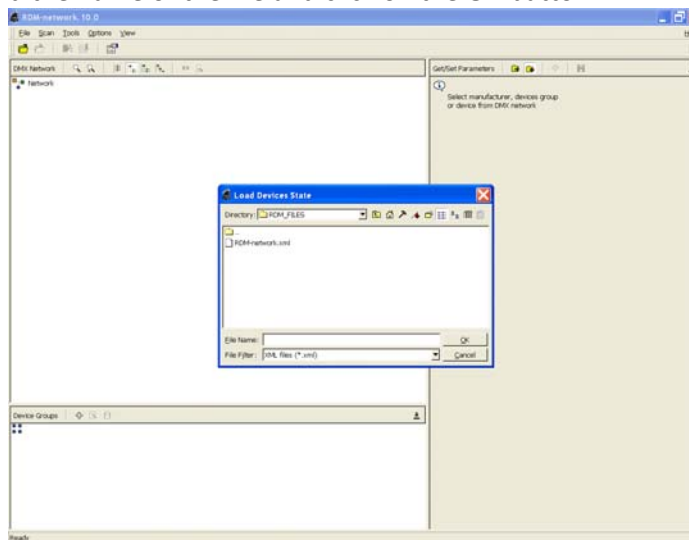 RDM-network 10.0
File Scan Tools Options View
DMX Network
Get/Set Parameters
Network
Select manufacturer, devices group
or device from DMX network
Load Devices State
Directory: RDM_FILES
..
RDM-network.xml
File Name:
OK
File Filter: XML files (*.xml)
Cancel
Device Groups
Ready